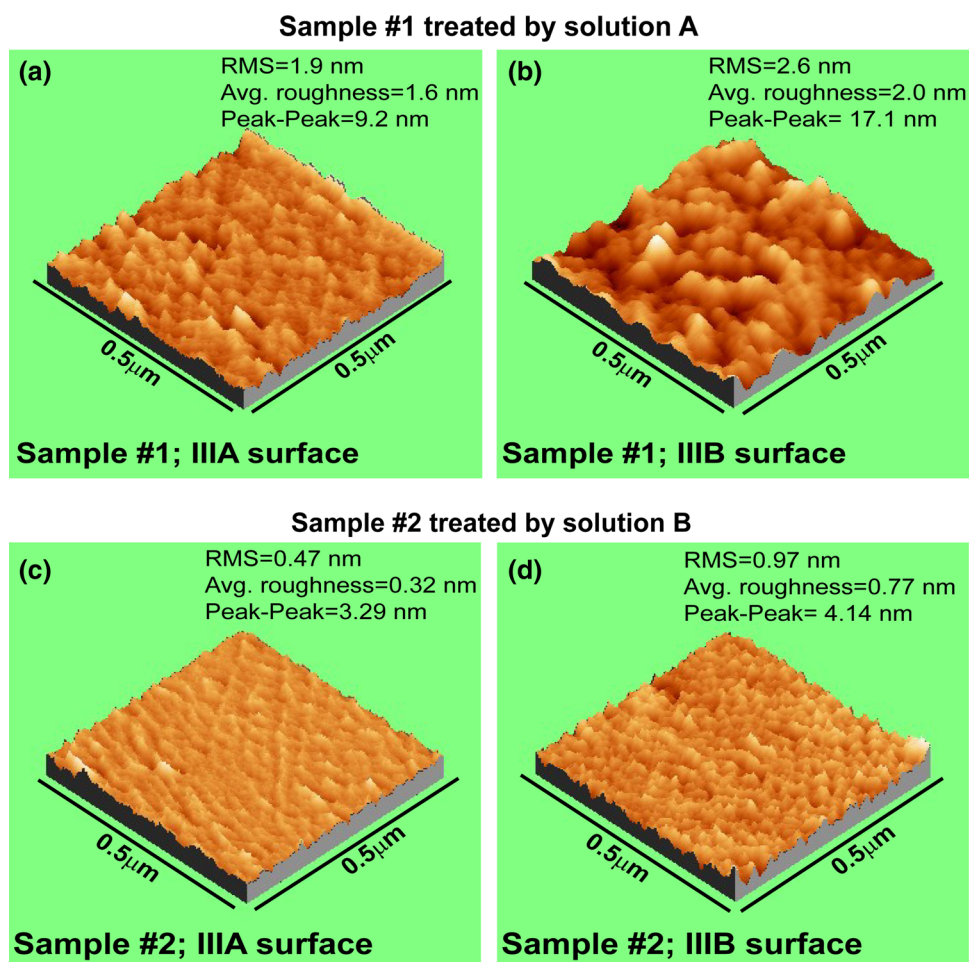 Sample #1 treated by solution A
(a)
RMS=1.9 nm
Avg. roughness=1.6 nm
Peak-Peak=9.2 nm
0.5μm
0.5μm
Sample #1; IIIA surface
(b)
RMS=2.6 nm
Avg. roughness=2.0 nm
Peak-Peak= 17.1 nm
0.5μm
0.5μm
Sample #1; IIIB surface
Sample #2 treated by solution B
(c)
RMS=0.47 nm
Avg. roughness=0.32 nm
Peak-Peak=3.29 nm
0.5μm
0.5μm
Sample #2; IIIA surface
(d)
RMS=0.97 nm
Avg. roughness=0.77 nm
Peak-Peak= 4.14 nm
0.5μm
0.5μm
Sample #2; IIIB surface